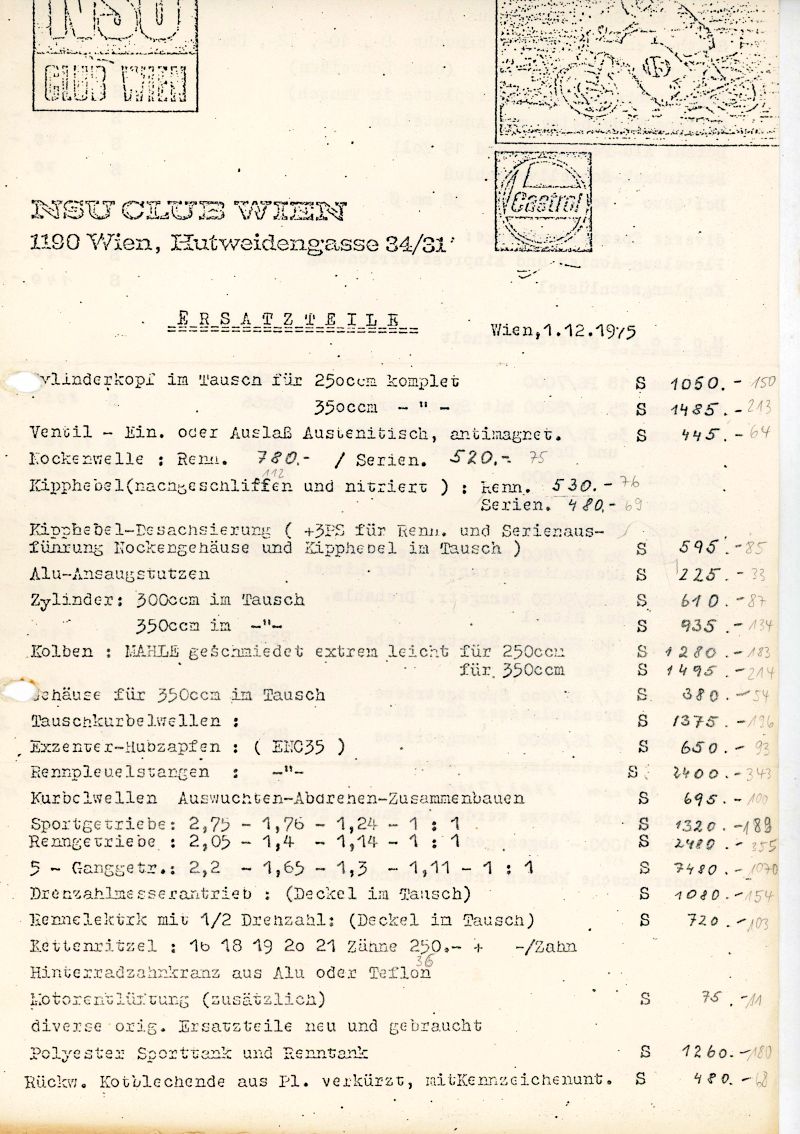 NSU
CLUB WIEN
Castrol
NSU CLUB WIEN
1190 Wien, Hutweidengasse 34/31
ERSATZTEILE
Wien,1.12.1975
ylinderkopf im Tausch für 250ccm komplet S 1050.- 150
350ccm - " - S 1485.- 213
Ventil - Ein. oder Auslaß Austenitisch, antimagnet. S 445.- 64
Nockenwelle : Renn. 780.- / Serien. 520.- 75
112
Kipphebel(nachgeschliffen und nitriert ) : Renn. 530.- 76
Serien. 480.- 69
Kipphebel-Desachsierung ( +3PS für Renn. und Serienaus-
führung Nockengehäuse und Kipphebel im Tausch ) S 595.- 85
Alu-Ansaugstutzen S 225.- 33
Zylinder: 300ccm im Tausch S 610.- 87
350ccm im -"- S 935.- 134
Kolben : MAHLE geschmiedet extrem leicht für 250ccm S 1280.- 183
für 350ccm S 1495.- 214
ehäuse für 350ccm im Tausch S 380.- 54
Tauschkurbelwellen : S 1375.- 196
Exzenter-Hubzapfen : ( ENC35 ) S 650.- 93
Rennpleuelstangen : -"- S 2400.- 343
Kurbelwellen Auswuchten-Abdrehen-Zusammenbauen S 695.- 100
Sportgetriebe: 2,75 - 1,76 - 1,24 - 1 : 1 S 1320.- 189
Renngetriebe : 2,05 - 1,4 - 1,14 - 1 : 1 S 2480.- 355
5 - Ganggetr.: 2,2 - 1,65 - 1,3 - 1,11 - 1 : 1 S 7480.- 1070
Drehzahlmesserantrieb : (Deckel im Tausch) S 1080.- 154
Rennelektrk mit 1/2 Drehzahl: (Deckel im Tausch) S 720.- 103
Kettenritzel : 16 18 19 2o 21 Zähne 250.- + -/Zahn
36
Hinterradzahnkranz aus Alu oder Teflon
Motorentlüftung (zusätzlich) S 75.- 11
diverse orig. Ersatzteile neu und gebraucht
Polyester Sporttank und Renntank S 1260.- 180
Rückw. Kotblechende aus Pl. verkürzt, mitKennzeichenunt. S 480.- 68